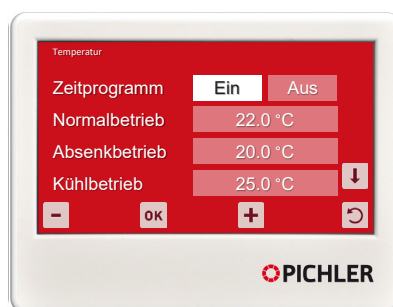 Temperatur
Zeitprogramm Ein Aus
Normalbetrieb 22.0 °C
Absenkbetrieb 20.0 °C
Kühlbetrieb 25.0 °C
- OK +
PICHLER